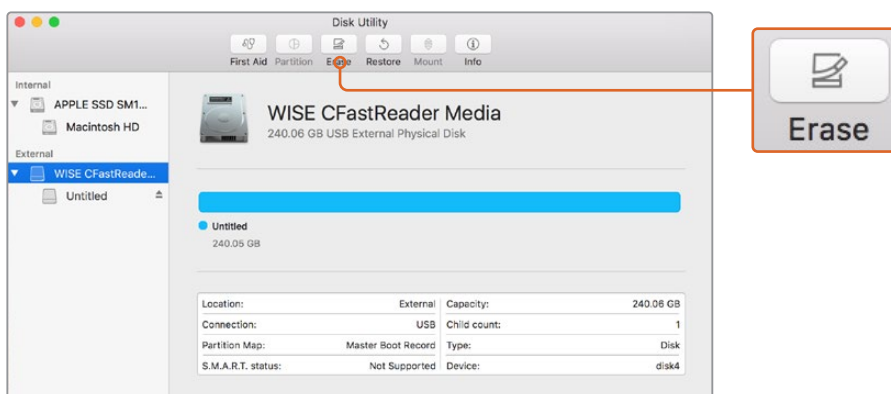 Disk Utility
First Aid Partition Erase Restore Mount Info
Erase
Internal
APPLE SSD SM1...
Macintosh HD
External
WISE CFastReade...
Untitled
WISE CFastReader Media
240.06 GB USB External Physical Disk
Untitled
240.05 GB
Location: External Capacity: 240.06 GB
Connection: USB Child count: 1
Partition Map: Master Boot Record Type: Disk
S.M.A.R.T. status: Not Supported Device: disk4